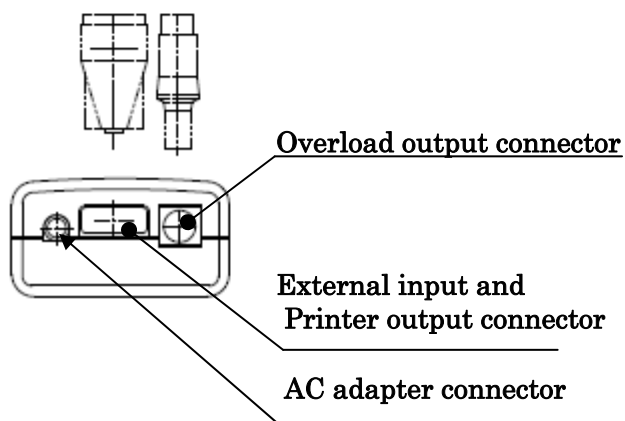 Overload output connector
External input and
Printer output connector
AC adapter connector